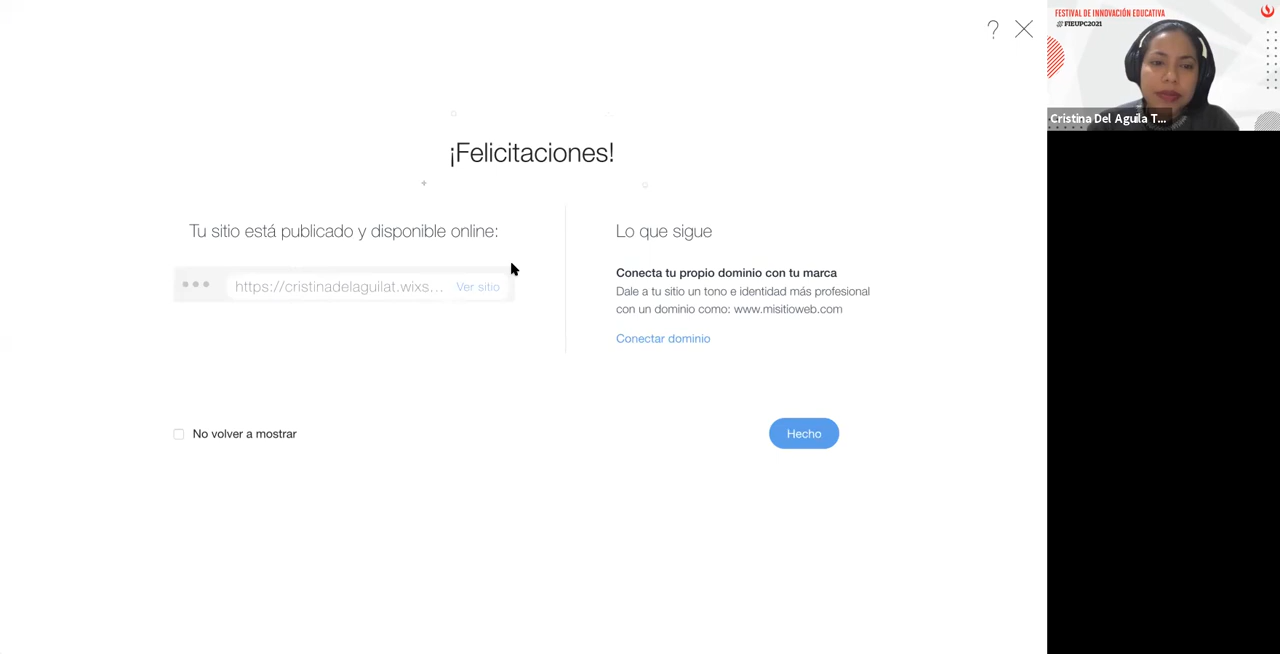 ?
FESTIVAL DE INNOVACIÓN EDUCATIVA
# FIEUPC2021
Cristina Del Aguila T...
¡Felicitaciones!
Tu sitio está publicado y disponible online:
https://cristinadelaguilat.wixs... Ver sitio
Lo que sigue
Conecta tu propio dominio con tu marca
Dale a tu sitio un tono e identidad más profesional
con un dominio como: www.misitioweb.com
Conectar dominio
No volver a mostrar
Hecho